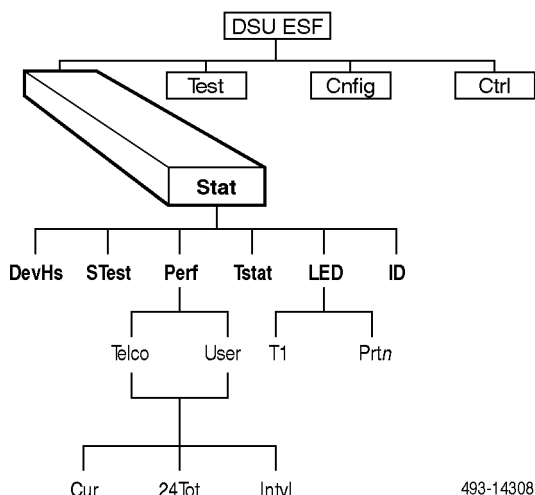 DSU ESF
Test Cnfig Ctrl
Stat
DevHs STest Perf Tstat LED ID
Telco User T1 Prtn
Cur 24Tot Intvl
493-14308